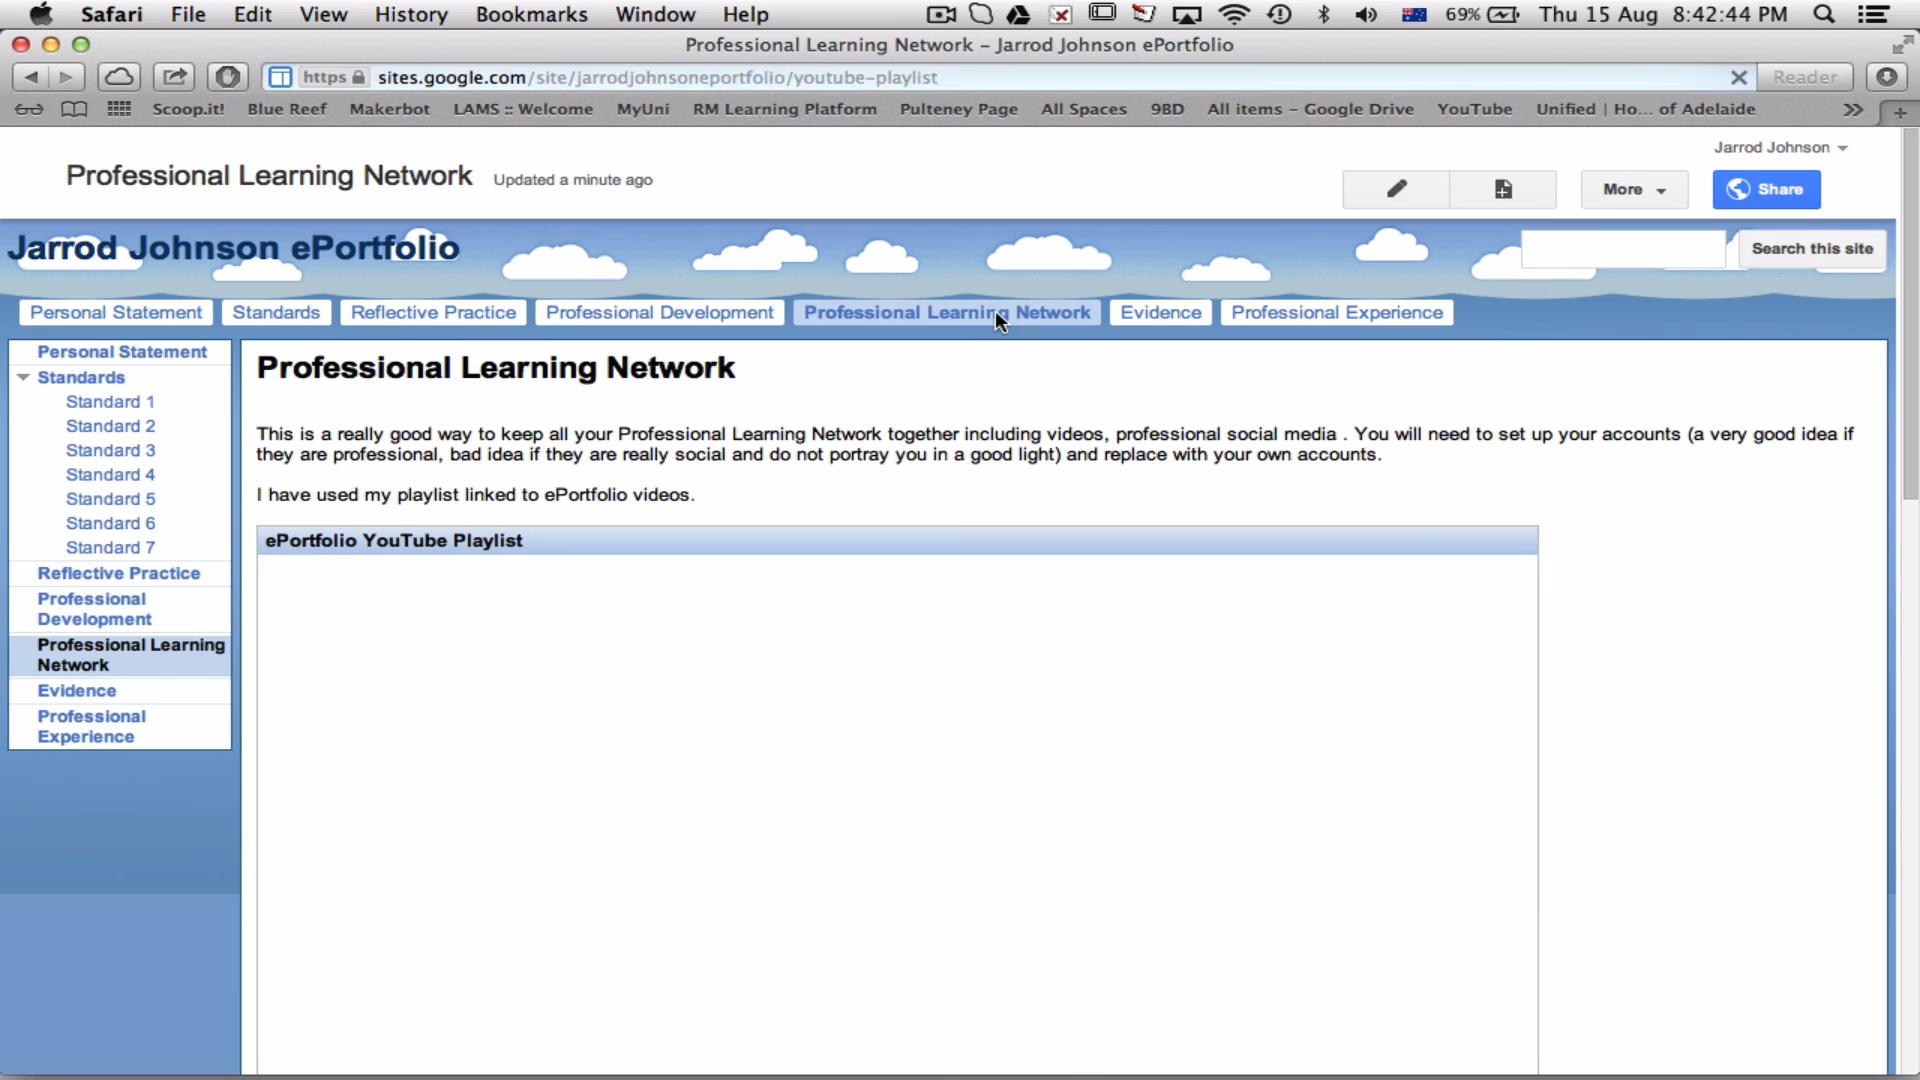 Safari File Edit View History Bookmarks Window Help 69% Thu 15 Aug 8:42:44 PM
Professional Learning Network – Jarrod Johnson ePortfolio
https sites.google.com/site/jarrodjohnsoneportfolio/youtube-playlist Reader
Scoop.it! Blue Reef Makerbot LAMS :: Welcome MyUni RM Learning Platform Pulteney Page All Spaces 9BD All items – Google Drive YouTube Unified | Ho... of Adelaide
Jarrod Johnson
Professional Learning Network Updated a minute ago
More Share
Jarrod Johnson ePortfolio
Search this site
Personal Statement Standards Reflective Practice Professional Development Professional Learning Network Evidence Professional Experience
Personal Statement
Standards
Standard 1
Standard 2
Standard 3
Standard 4
Standard 5
Standard 6
Standard 7
Reflective Practice
Professional
Development
Professional Learning
Network
Evidence
Professional
Experience
Professional Learning Network
This is a really good way to keep all your Professional Learning Network together including videos, professional social media . You will need to set up your accounts (a very good idea if
they are professional, bad idea if they are really social and do not portray you in a good light) and replace with your own accounts.
I have used my playlist linked to ePortfolio videos.
ePortfolio YouTube Playlist